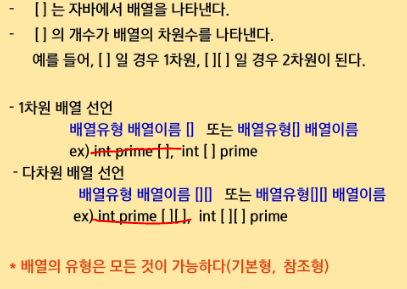 - [ ] 는 자바에서 배열을 나타낸다.
- [ ] 의 개수가 배열의 차원수를 나타낸다.
예를 들어, [ ] 일 경우 1차원, [ ][ ] 일 경우 2차원이 된다.
- 1차원 배열 선언
배열유형 배열이름 [] 또는 배열유형[] 배열이름
ex) int prime [ ], int [ ] prime
- 다차원 배열 선언
배열유형 배열이름 [][] 또는 배열유형[][] 배열이름
ex) int prime [ ][ ], int [ ][ ] prime
* 배열의 유형은 모든 것이 가능하다(기본형, 참조형)